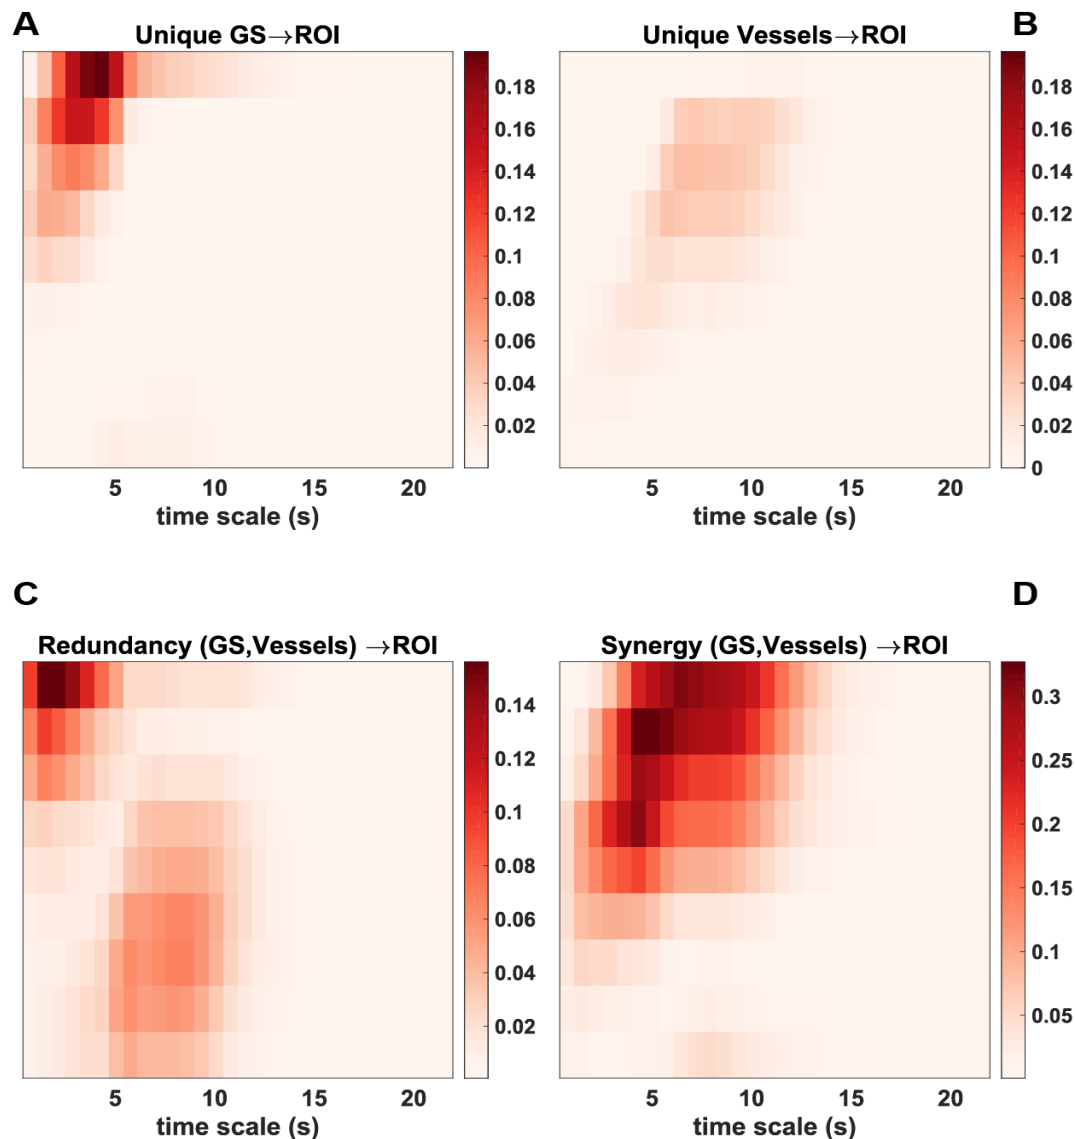 A
B
Unique GS→ROI
Unique Vessels→ROI
0.18
0.16
0.14
0.12
0.1
0.08
0.06
0.04
0.02
0.18
0.16
0.14
0.12
0.1
0.08
0.06
0.04
0.02
0
5 10 15 20
5 10 15 20
time scale (s)
time scale (s)
C
D
Redundancy (GS,Vessels) →ROI
Synergy (GS,Vessels) →ROI
0.14
0.12
0.1
0.08
0.06
0.04
0.02
0.3
0.25
0.2
0.15
0.1
0.05
5 10 15 20
5 10 15 20
time scale (s)
time scale (s)